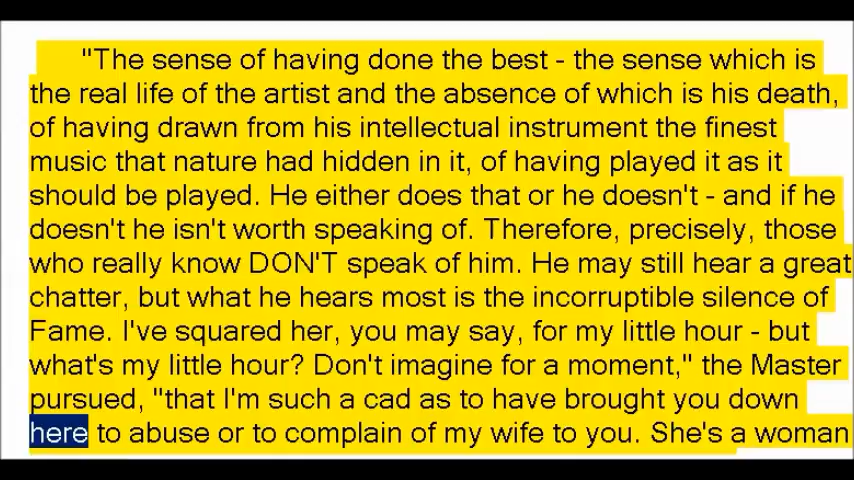 "The sense of having done the best - the sense which is
the real life of the artist and the absence of which is his death,
of having drawn from his intellectual instrument the finest
music that nature had hidden in it, of having played it as it
should be played. He either does that or he doesn't - and if he
doesn't he isn't worth speaking of. Therefore, precisely, those
who really know DON'T speak of him. He may still hear a great
chatter, but what he hears most is the incorruptible silence of
Fame. I've squared her, you may say, for my little hour - but
what's my little hour? Don't imagine for a moment," the Master
pursued, "that I'm such a cad as to have brought you down
here to abuse or to complain of my wife to you. She's a woman